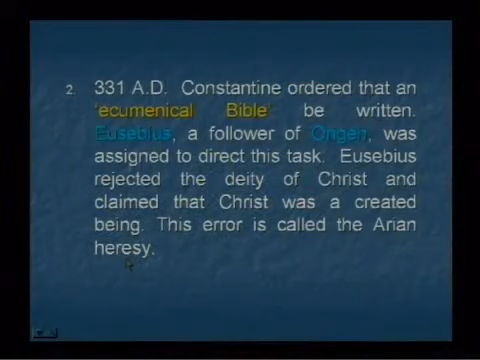 2. 331 A.D. Constantine ordered that an
'ecumenical Bible' be written.
Eusebius, a follower of Origen, was
assigned to direct this task. Eusebius
rejected the deity of Christ and
claimed that Christ was a created
being. This error is called the Arian
heresy.